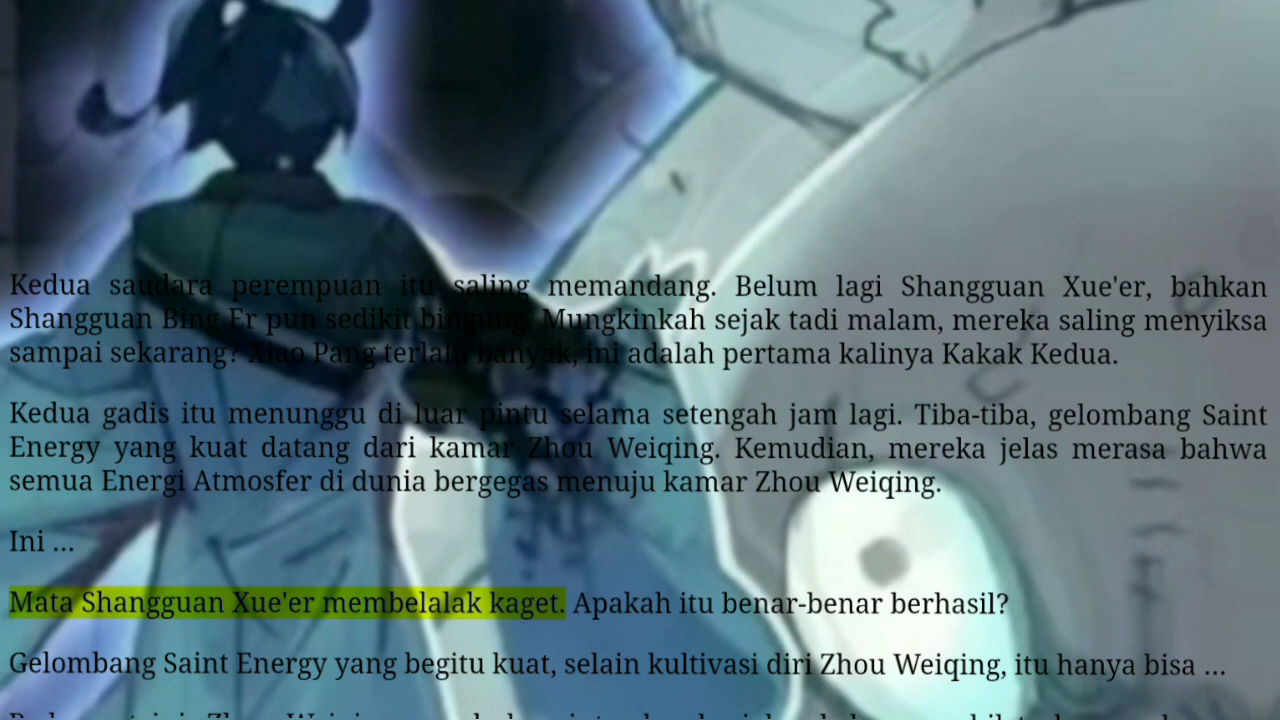 Kedua saudara perempuan itu saling memandang. Belum lagi Shangguan Xue'er, bahkan
Shangguan Bing Er pun sedikit bingung. Mungkinkah sejak tadi malam, mereka saling menyiksa
sampai sekarang? Xiao Pang terlalu banyak, ini adalah pertama kalinya Kakak Kedua.
Kedua gadis itu menunggu di luar pintu selama setengah jam lagi. Tiba-tiba, gelombang Saint
Energy yang kuat datang dari kamar Zhou Weiqing. Kemudian, mereka jelas merasa bahwa
semua Energi Atmosfer di dunia bergegas menuju kamar Zhou Weiqing.
Ini ...
Mata Shangguan Xue'er membelalak kaget. Apakah itu benar-benar berhasil?
Gelombang Saint Energy yang begitu kuat, selain kultivasi diri Zhou Weiqing, itu hanya bisa ...